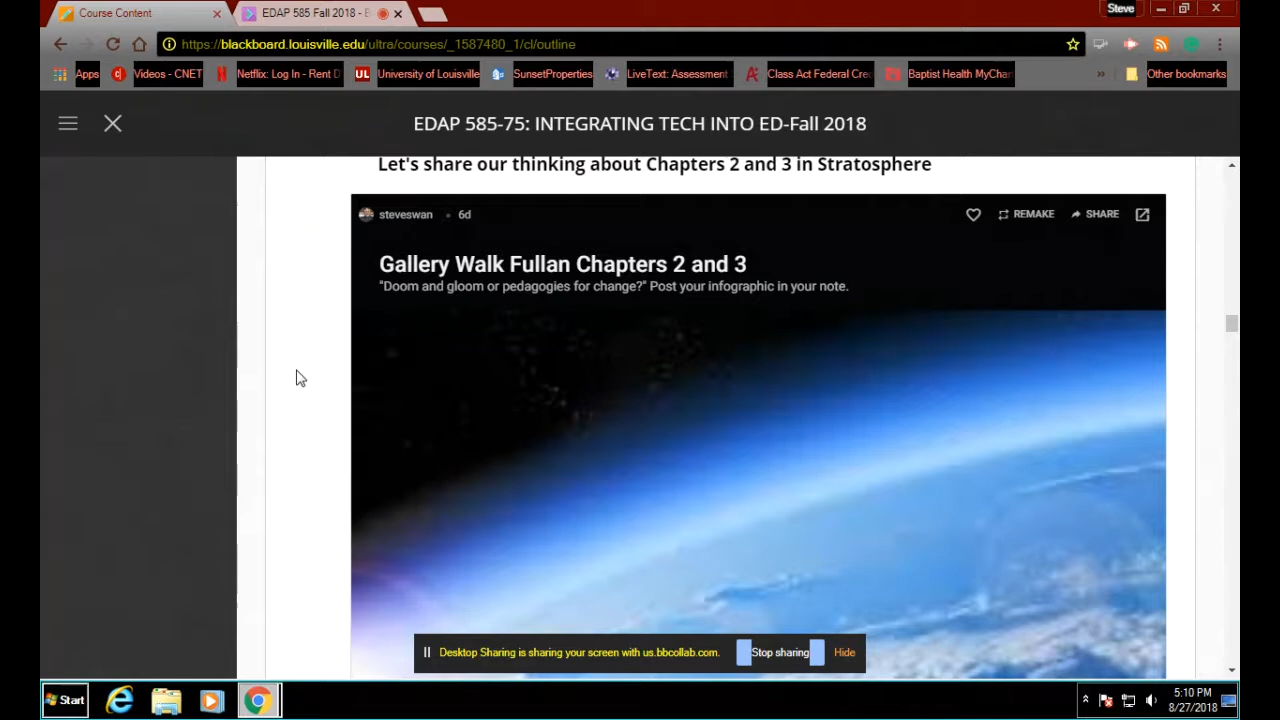 Course Content
EDAP 585 Fall 2018 - B
Steve
https://blackboard.louisville.edu/ultra/courses/_1587480_1/cl/outline
Apps Videos - CNET Netflix: Log In - Rent D University of Louisville SunsetProperties LiveText: Assessment Class Act Federal Cre Baptist Health MyChar » Other bookmarks
EDAP 585-75: INTEGRATING TECH INTO ED-Fall 2018
Let's share our thinking about Chapters 2 and 3 in Stratosphere
steveswan • 6d REMAKE SHARE
Gallery Walk Fullan Chapters 2 and 3
"Doom and gloom or pedagogies for change?" Post your infographic in your note.
Desktop Sharing is sharing your screen with us.bbcollab.com. Stop sharing Hide
Start
5:10 PM
8/27/2018